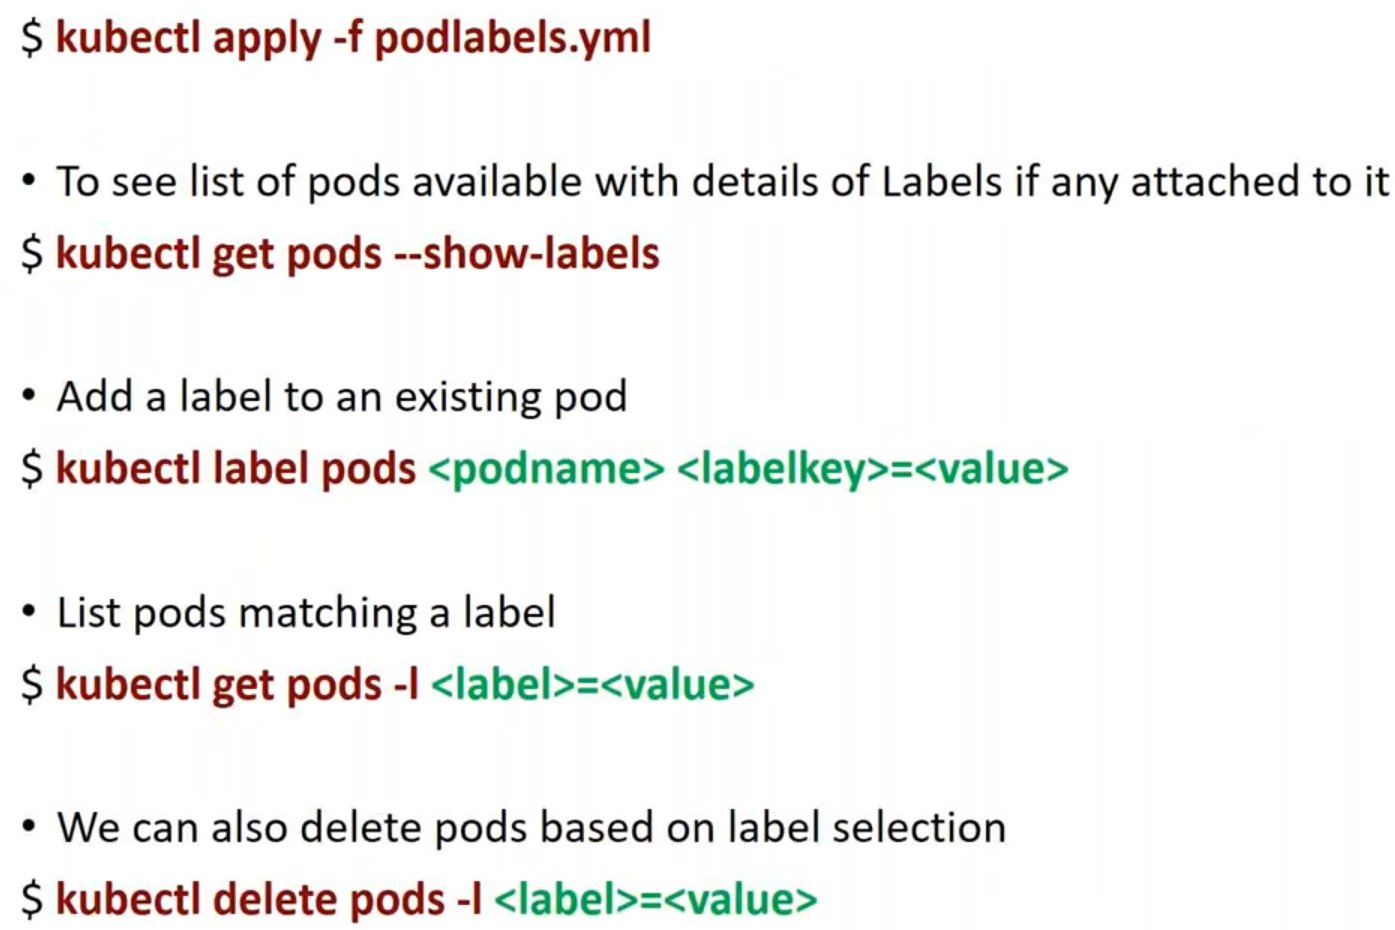 $ kubectl apply -f podlabels.yml
• To see list of pods available with details of Labels if any attached to it
$ kubectl get pods --show-labels
• Add a label to an existing pod
$ kubectl label pods <podname> <labelkey>=<value>
• List pods matching a label
$ kubectl get pods -l <label>=<value>
• We can also delete pods based on label selection
$ kubectl delete pods -l <label>=<value>